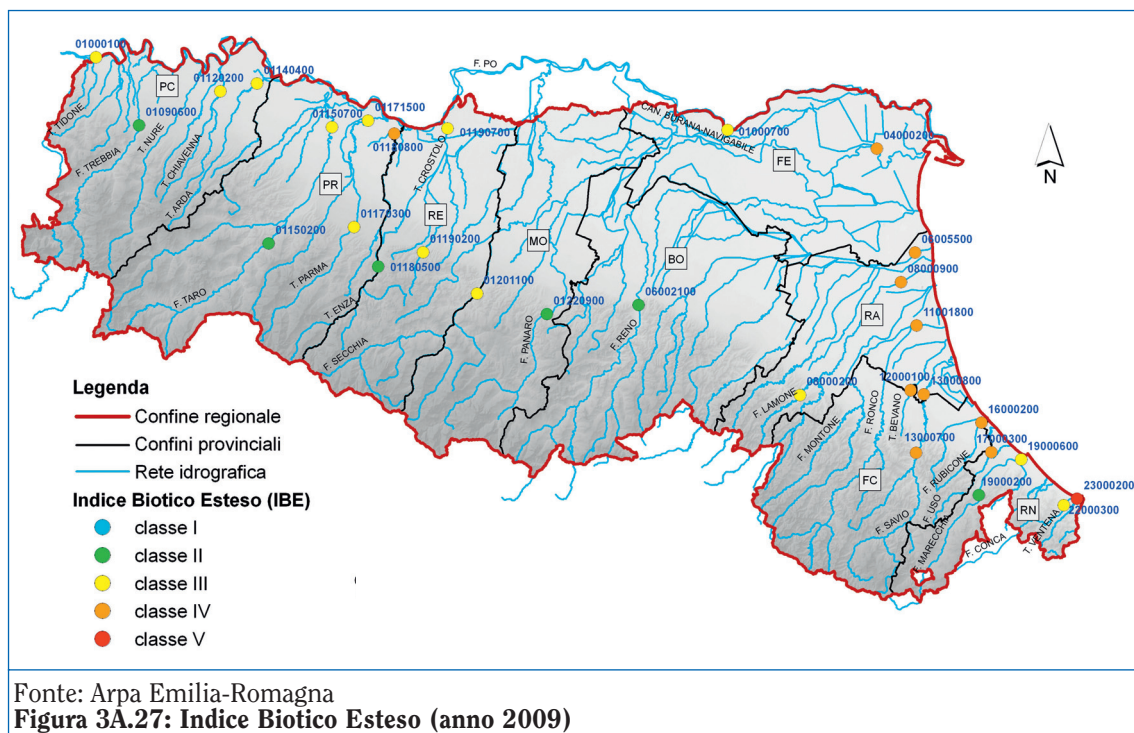 01000100
F. PO
PC
01120200
01140400
01171500
01090600
01150700
01190700
CAN. BURANA-NAVIGABILE
01000700
04000200
FE
N
TIDONE
F. TREBBIA
T. NURE
T. CHIAVENNA
T. ARDA
T. CROSTOLO
PR
RE
MO
BO
01170300
01150200
01190200
01180500
01201100
01220900
06002100
06005500
08000900
RA
11001800
F. TARO
T. PARMA
T. ENZA
F. SECCHIA
F. PANARO
F. RENO
Legenda
Confine regionale
Confini provinciali
Rete idrografica
Indice Biotico Esteso (IBE)
classe I
classe II
classe III
classe IV
classe V
F. LAMONE
08000200
12000100
13000800
F. MONTONE
F. RONCO
T. BEVANO
16000200
17000300
19000600
13000700
F. RUBICONE
FC
19000200
23000200
F. USO
RN
22000300
F. SAVIO
F. MARECCHIA
F. CONCA
T. VENTENA
Fonte: Arpa Emilia-Romagna
Figura 3A.27: Indice Biotico Esteso (anno 2009)